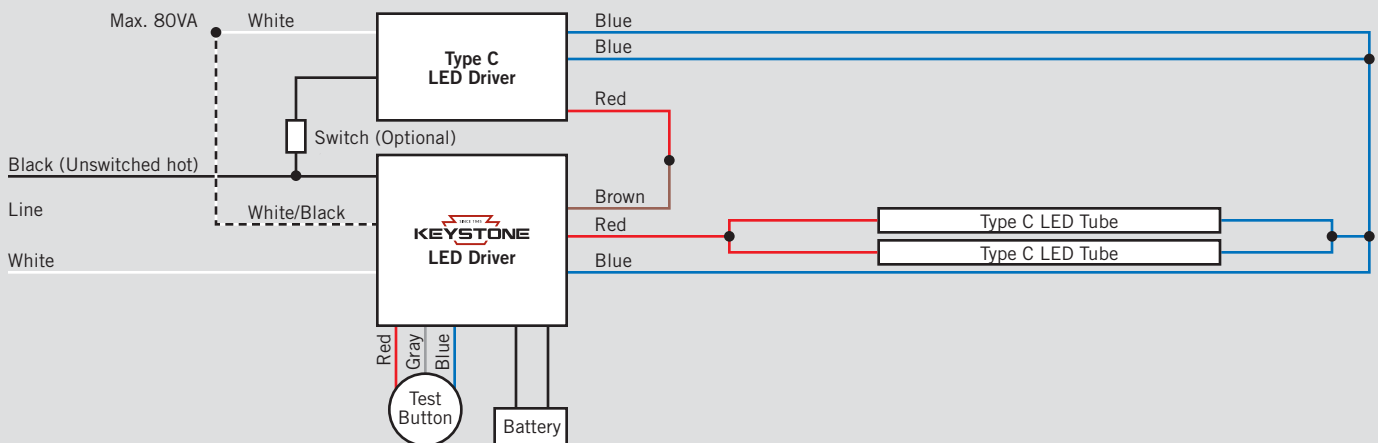 Max. 80VA
White
Blue
Type C
LED Driver
Blue
Red
Switch (Optional)
Black (Unswitched hot)
Brown
Line
White/Black
KEYSTONE
LED Driver
Red
Type C LED Tube
Type C LED Tube
White
Blue
Red
Gray
Blue
Test
Button
Battery